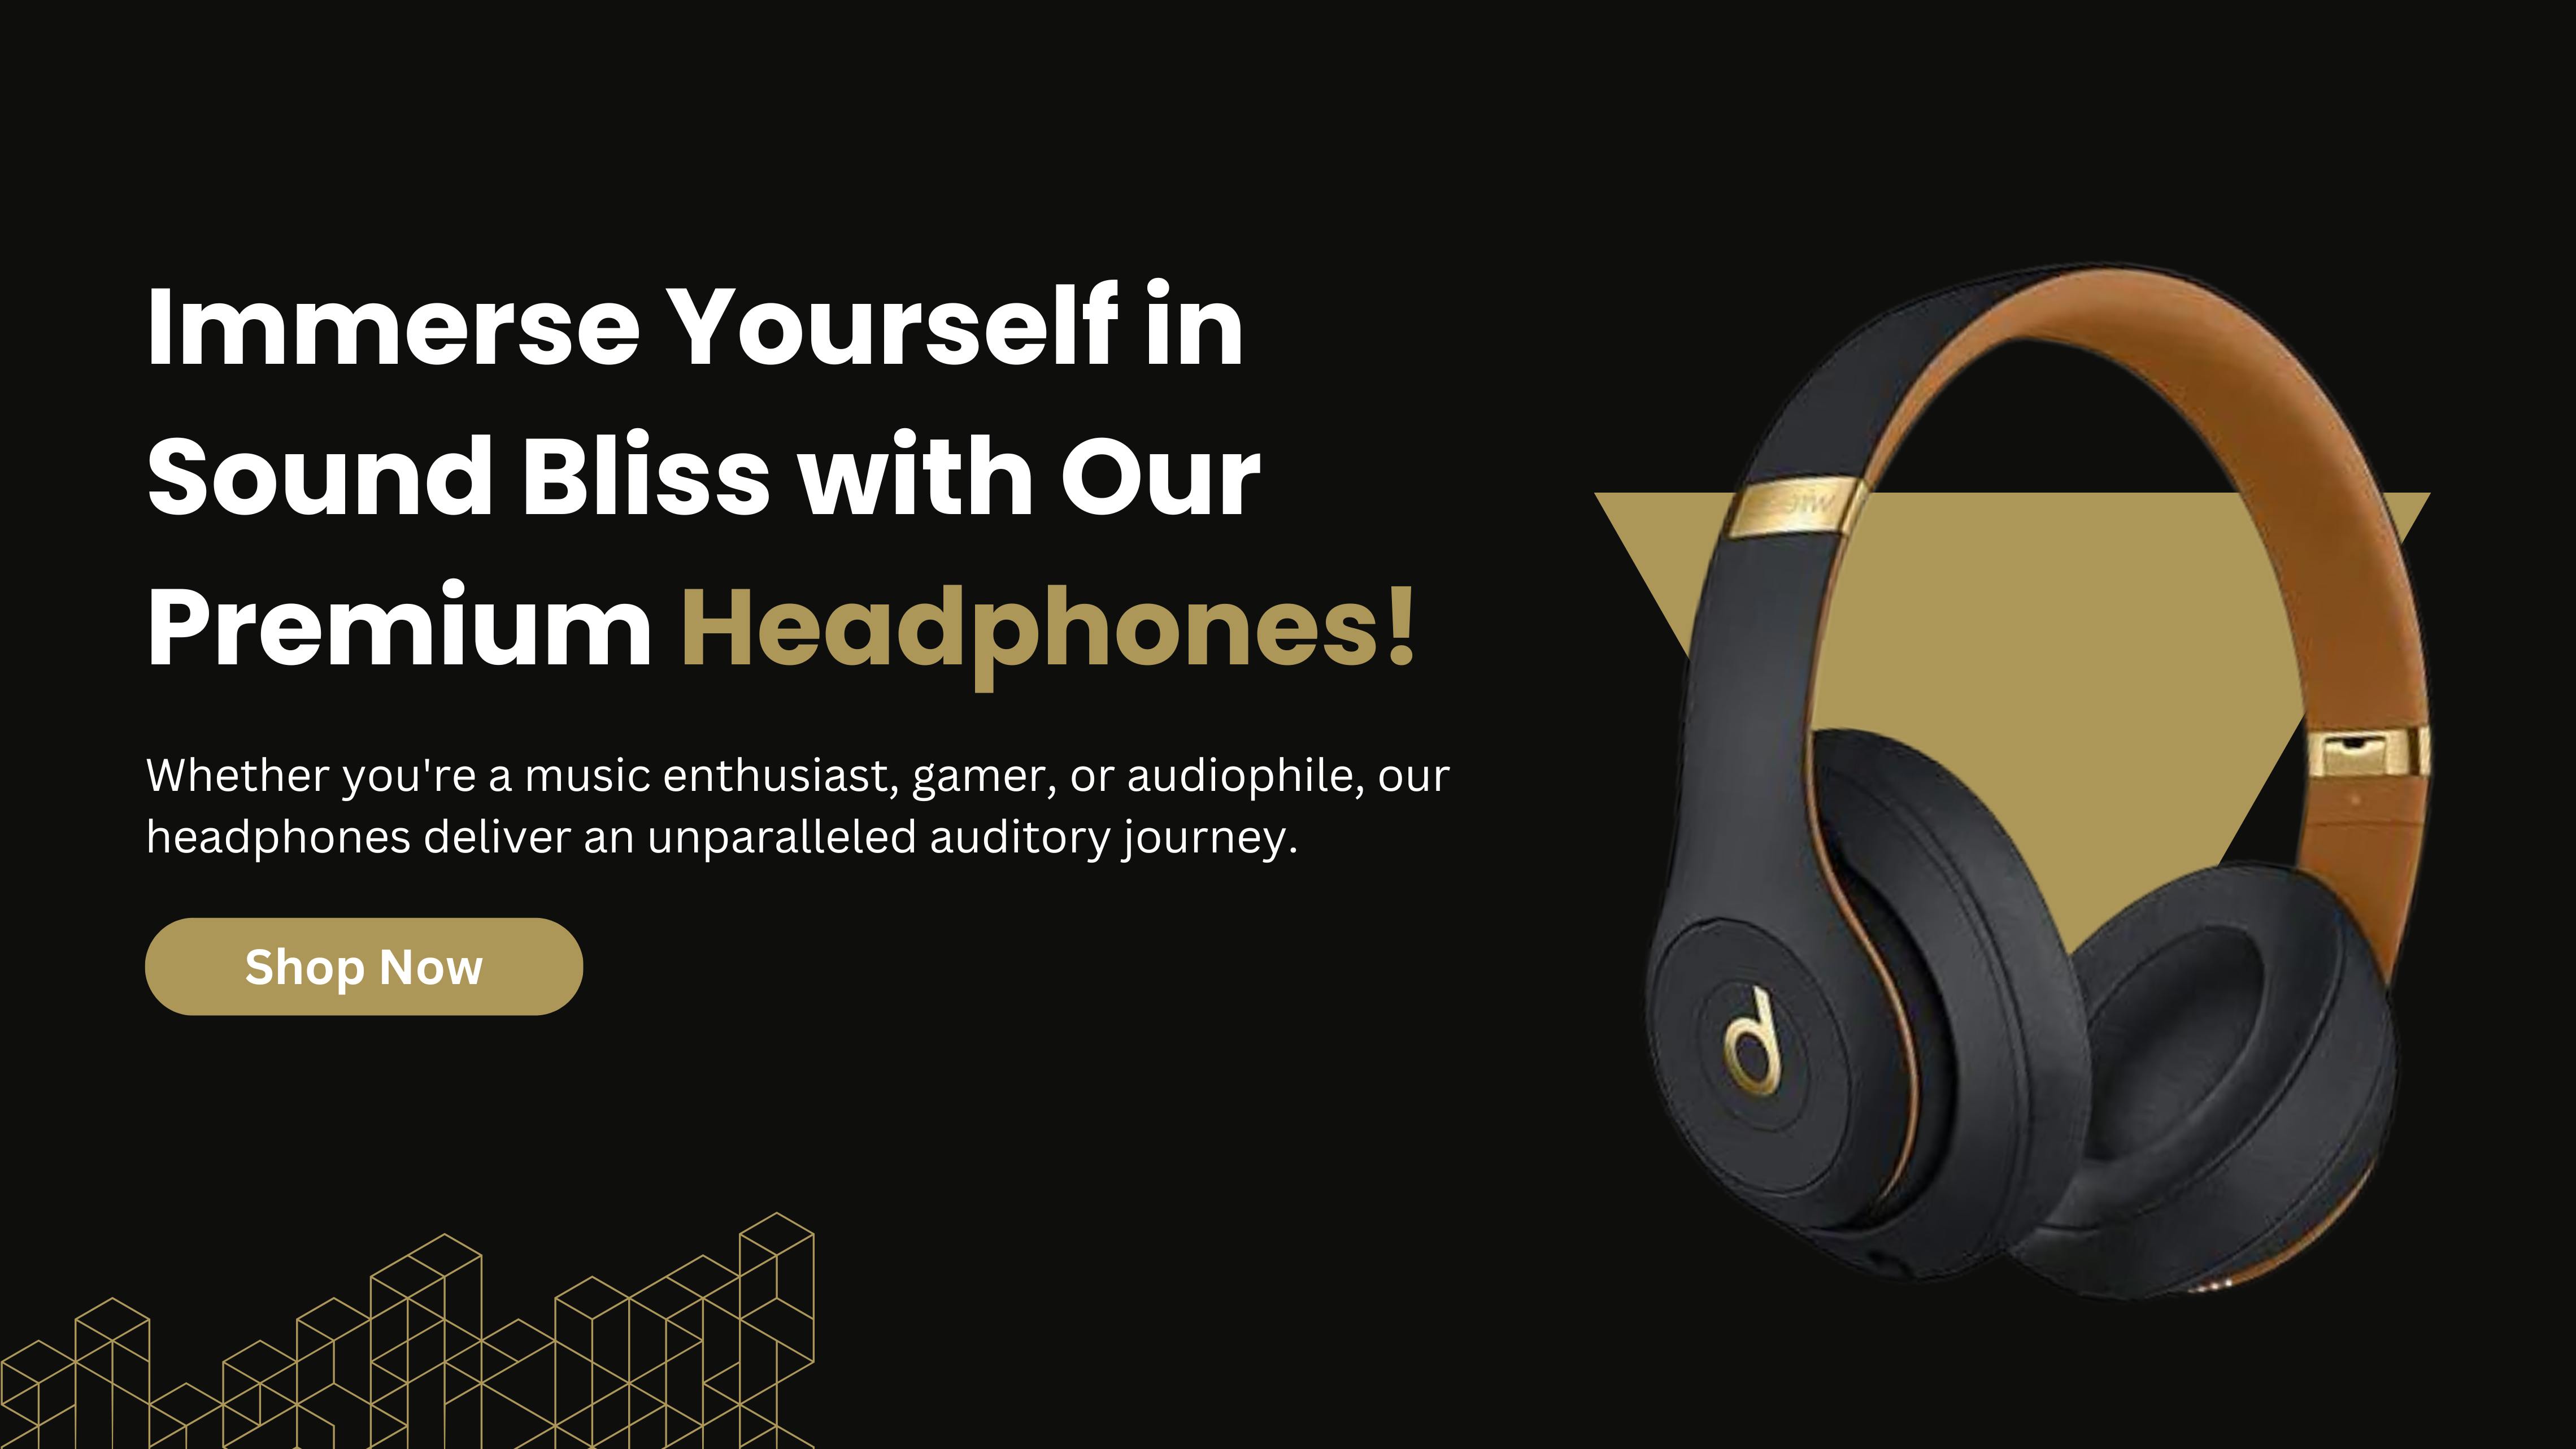 Immerse Yourself in
Sound Bliss with Our
Premium Headphones!
Whether you're a music enthusiast, gamer, or audiophile, our
headphones deliver an unparalleled auditory journey.
Shop Now